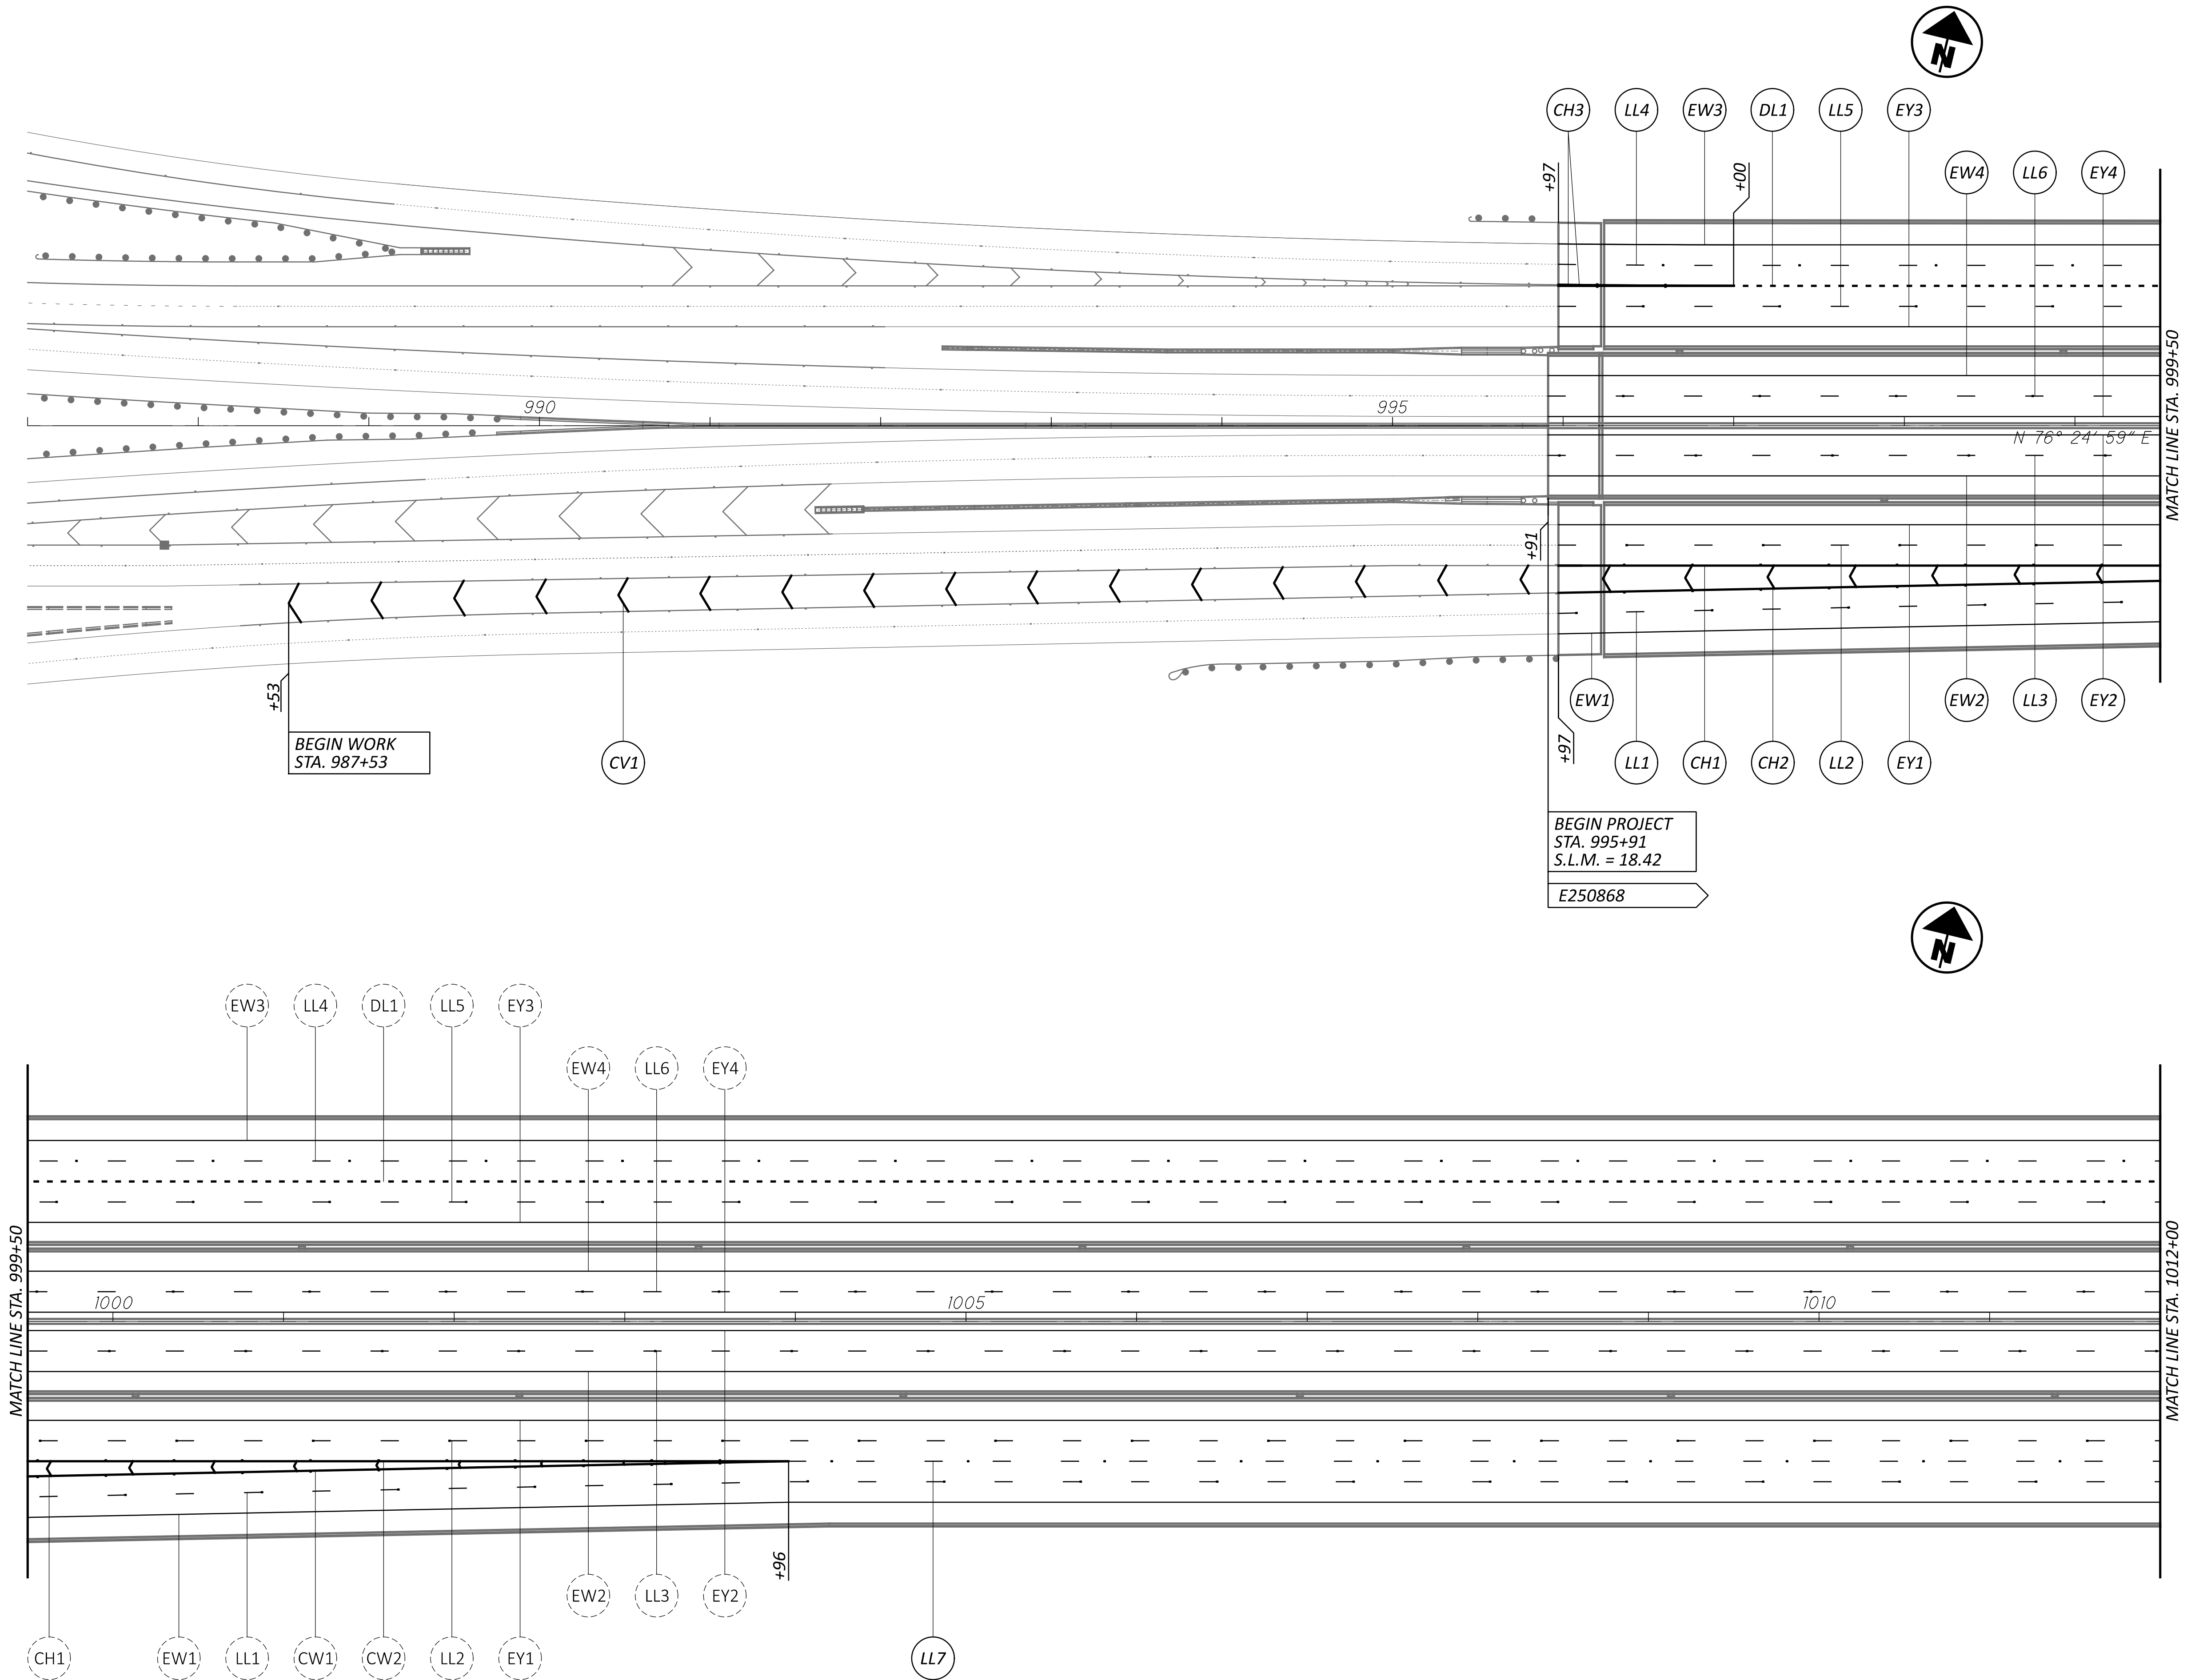 N
CH3
LL4
EW3
DL1
LL5
EY3
EW4
LL6
EY4
+97
+00
990
995
N 76° 24' 59" E
MATCH LINE STA. 999+50
+91
+53
BEGIN WORK
STA. 987+53
CV1
EW1
+97
LL1
CH1
CH2
LL2
EY1
EW2
LL3
EY2
BEGIN PROJECT
STA. 995+91
S.L.M. = 18.42
E250868
N
EW3
LL4
DL1
LL5
EY3
EW4
LL6
EY4
MATCH LINE STA. 999+50
1000
1005
1010
MATCH LINE STA. 1012+00
+96
EW2
LL3
EY2
CH1
EW1
LL1
CW1
CW2
LL2
EY1
LL7